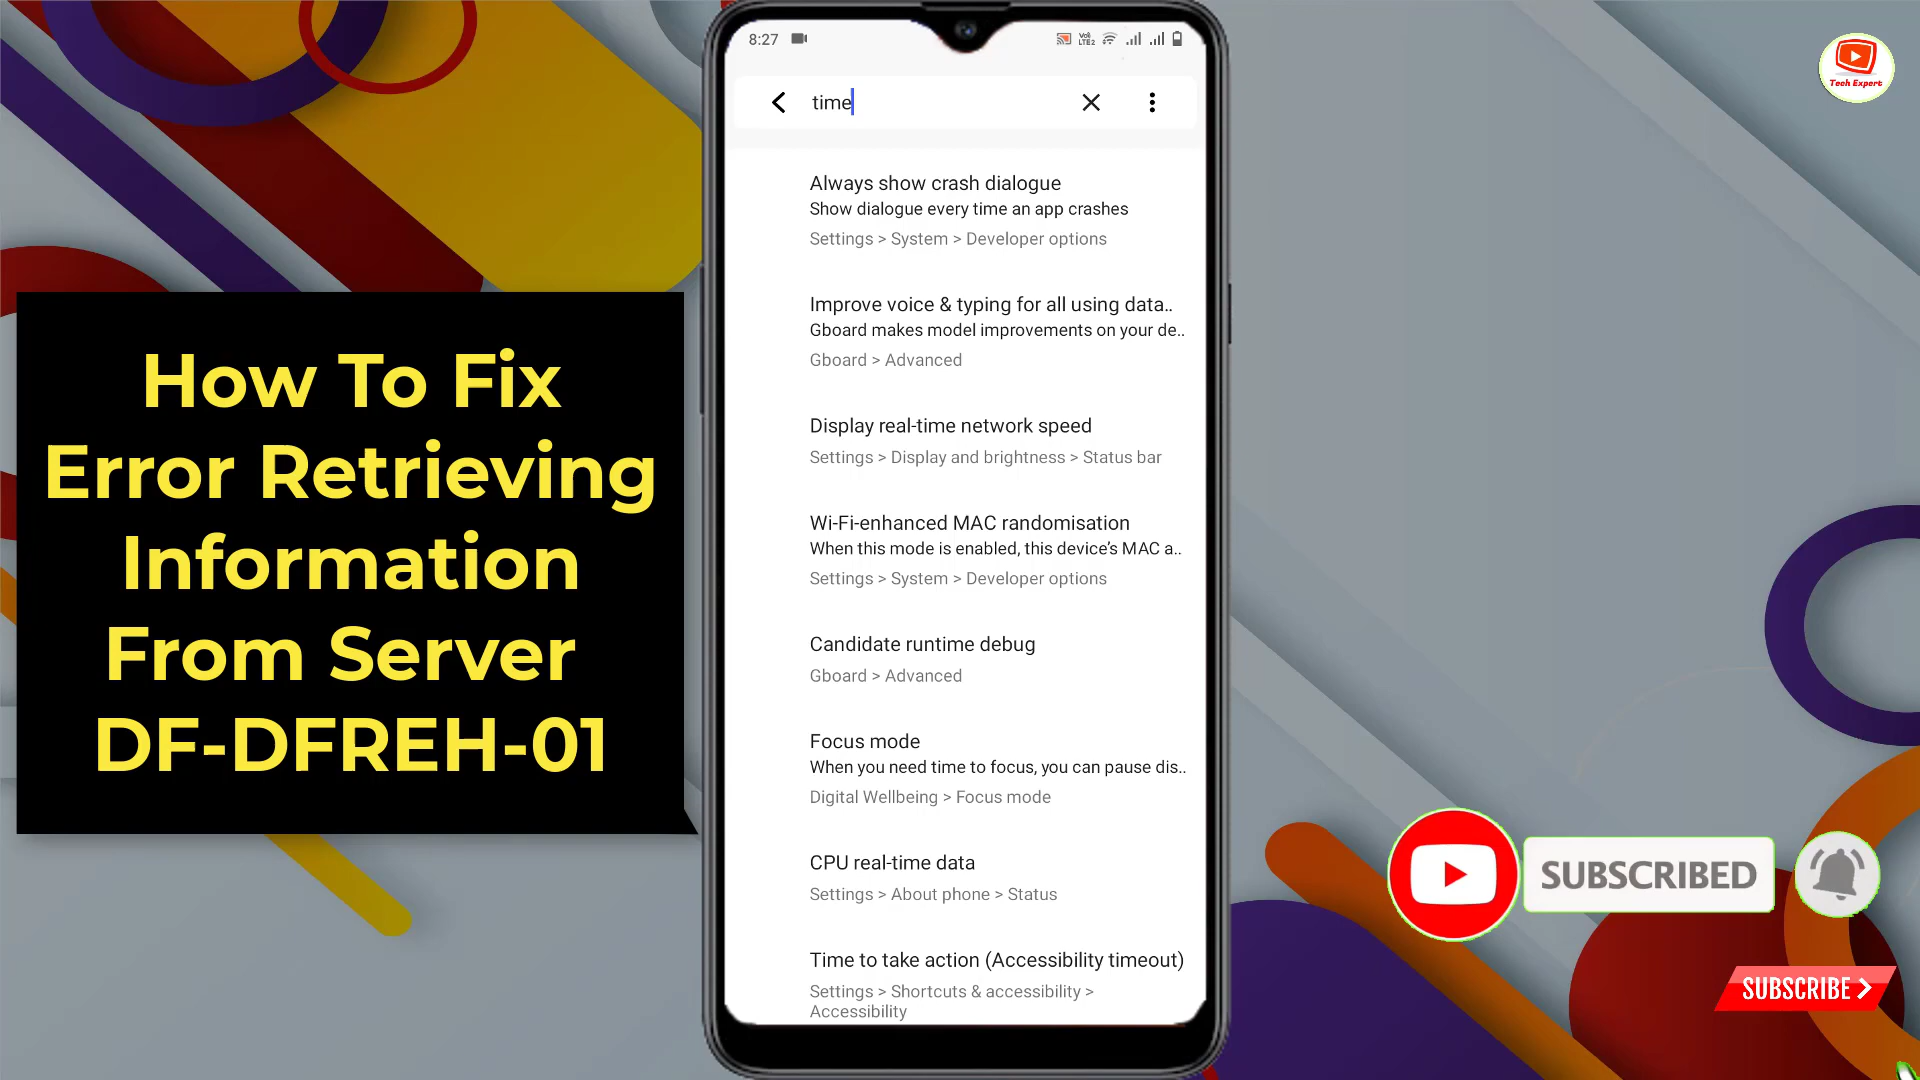 8:27
Vo)
LTE2
time
Always show crash dialogue
Show dialogue every time an app crashes
Settings > System > Developer options
Improve voice & typing for all using data..
Gboard makes model improvements on your de..
Gboard > Advanced
Display real-time network speed
Settings > Display and brightness > Status bar
Wi-Fi-enhanced MAC randomisation
When this mode is enabled, this device’s MAC a..
Settings > System > Developer options
Candidate runtime debug
Gboard > Advanced
Focus mode
When you need time to focus, you can pause dis..
Digital Wellbeing > Focus mode
CPU real-time data
Settings > About phone > Status
Time to take action (Accessibility timeout)
Settings > Shortcuts & accessibility >
Accessibility
How To Fix
Error Retrieving
Information
From Server
DF-DFREH-01
Tech Expert
SUBSCRIBED
SUBSCRIBE